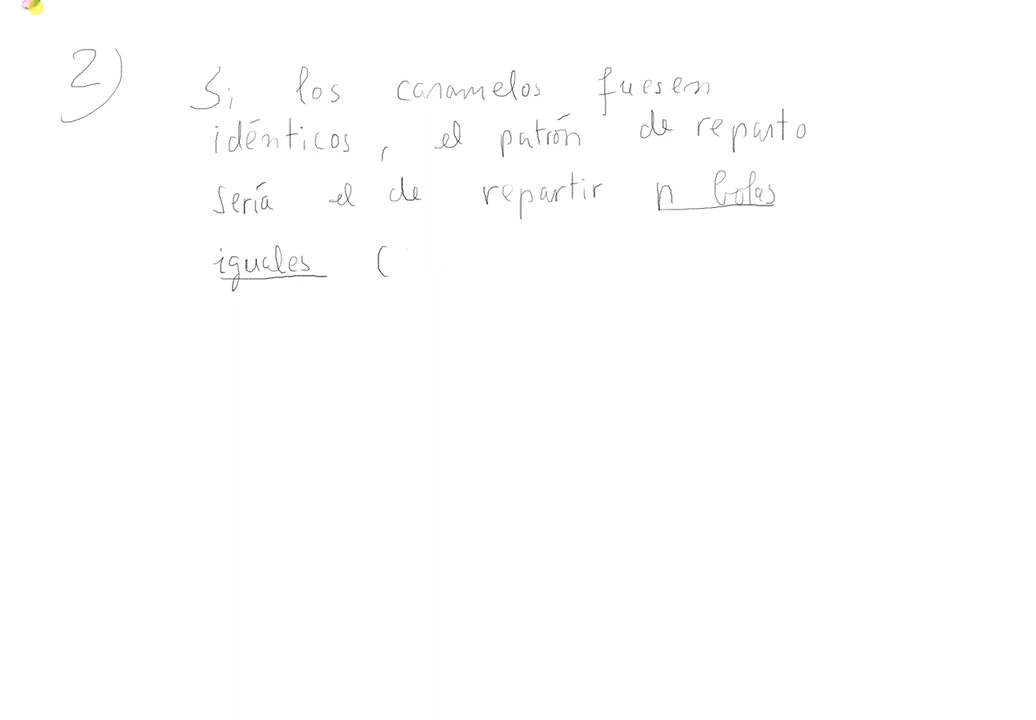 2) Si los caramelos fuesen
idénticos, el patrón de reparto
sería el de repartir n bolas
iguales (